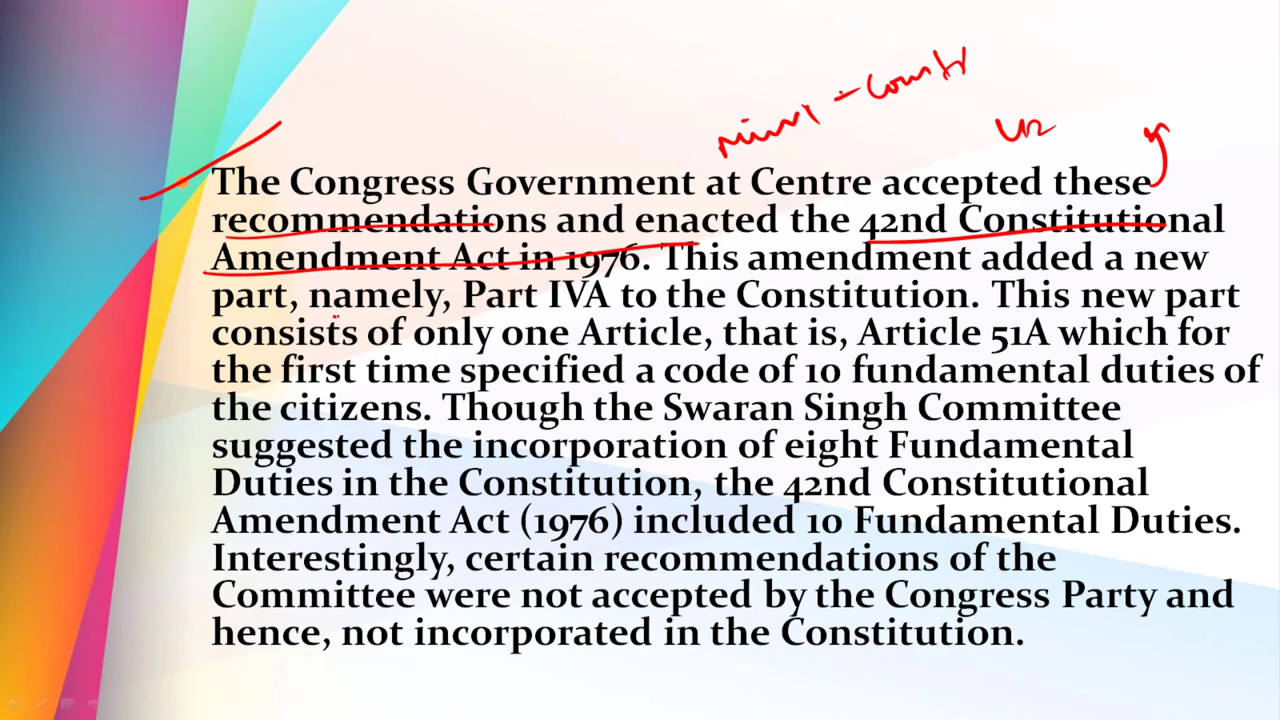 mini - Const
42
The Congress Government at Centre accepted these
recommendations and enacted the 42nd Constitutional
Amendment Act in 1976. This amendment added a new
part, namely, Part IVA to the Constitution. This new part
consists of only one Article, that is, Article 51A which for
the first time specified a code of 10 fundamental duties of
the citizens. Though the Swaran Singh Committee
suggested the incorporation of eight Fundamental
Duties in the Constitution, the 42nd Constitutional
Amendment Act (1976) included 10 Fundamental Duties.
Interestingly, certain recommendations of the
Committee were not accepted by the Congress Party and
hence, not incorporated in the Constitution.